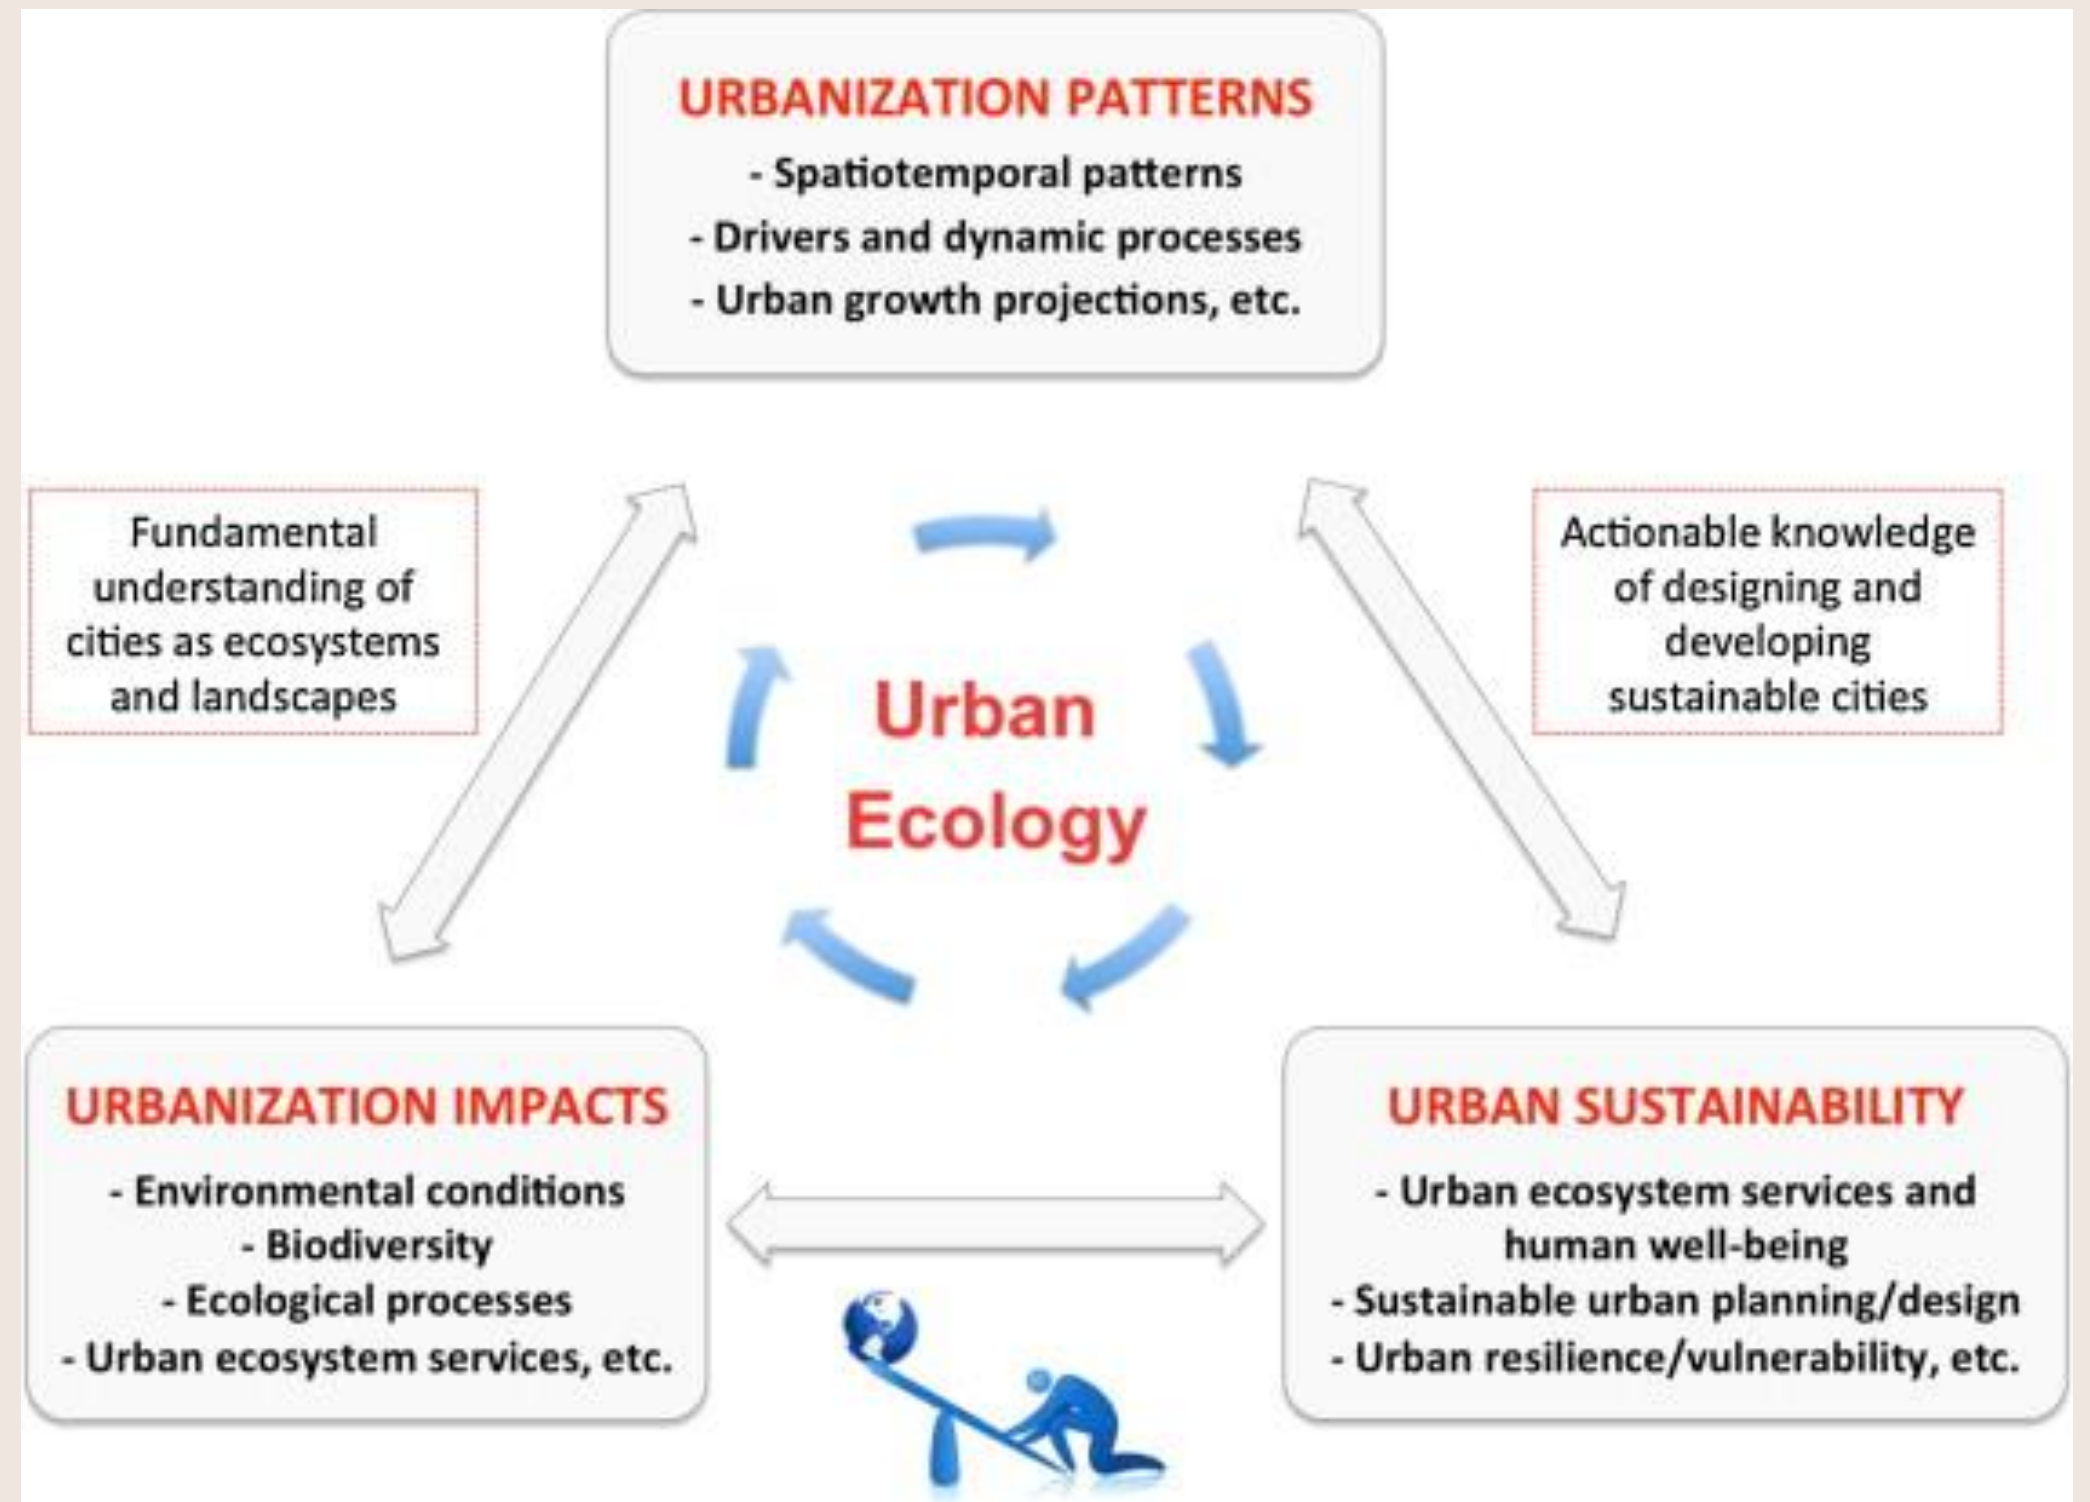 URBANIZATION PATTERNS
- Spatiotemporal patterns
- Drivers and dynamic processes
- Urban growth projections, etc.
Fundamental
understanding of
cities as ecosystems
and landscapes
Actionable knowledge
of designing and
developing
sustainable cities
Urban
Ecology
URBANIZATION IMPACTS
- Environmental conditions
- Biodiversity
- Ecological processes
- Urban ecosystem services, etc.
URBAN SUSTAINABILITY
- Urban ecosystem services and
human well-being
- Sustainable urban planning/design
- Urban resilience/vulnerability, etc.